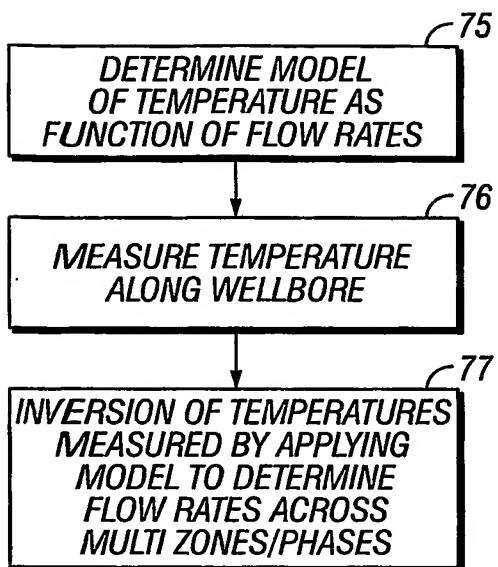 75
DETERMINE MODEL
OF TEMPERATURE AS
FUNCTION OF FLOW RATES
76
MEASURE TEMPERATURE
ALONG WELLBORE
77
INVERSION OF TEMPERATURES
MEASURED BY APPLYING
MODEL TO DETERMINE
FLOW RATES ACROSS
MULTI ZONES/PHASES